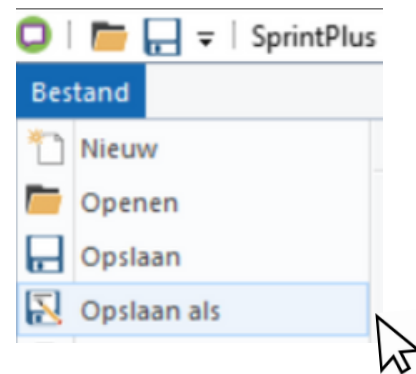 SprintPlus
Bestand
Nieuw
Openen
Opslaan
Opslaan als